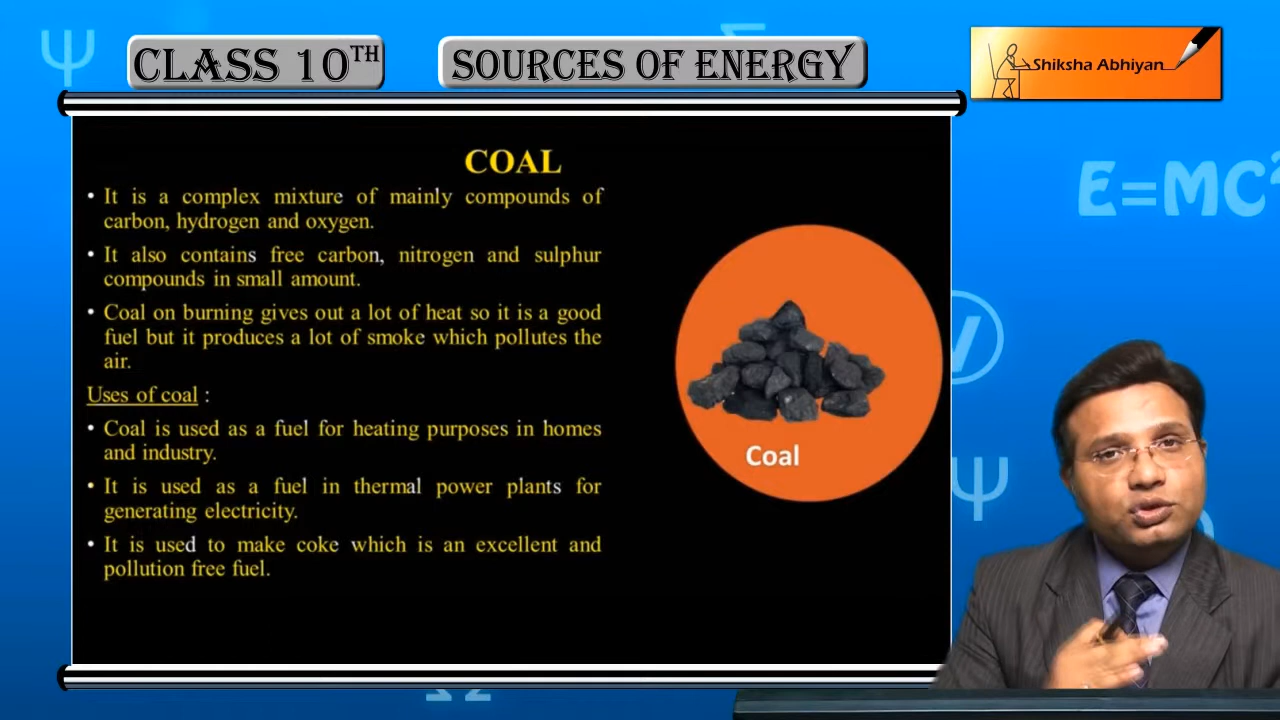 CLASS 10TH
SOURCES OF ENERGY
Shiksha Abhiyan
COAL
• It is a complex mixture of mainly compounds of
carbon, hydrogen and oxygen.
• It also contains free carbon, nitrogen and sulphur
compounds in small amount.
• Coal on burning gives out a lot of heat so it is a good
fuel but it produces a lot of smoke which pollutes the
air.
Uses of coal :
• Coal is used as a fuel for heating purposes in homes
and industry.
• It is used as a fuel in thermal power plants for
generating electricity.
• It is used to make coke which is an excellent and
pollution free fuel.
Coal
E=MC²
Ψ
V
Ψ